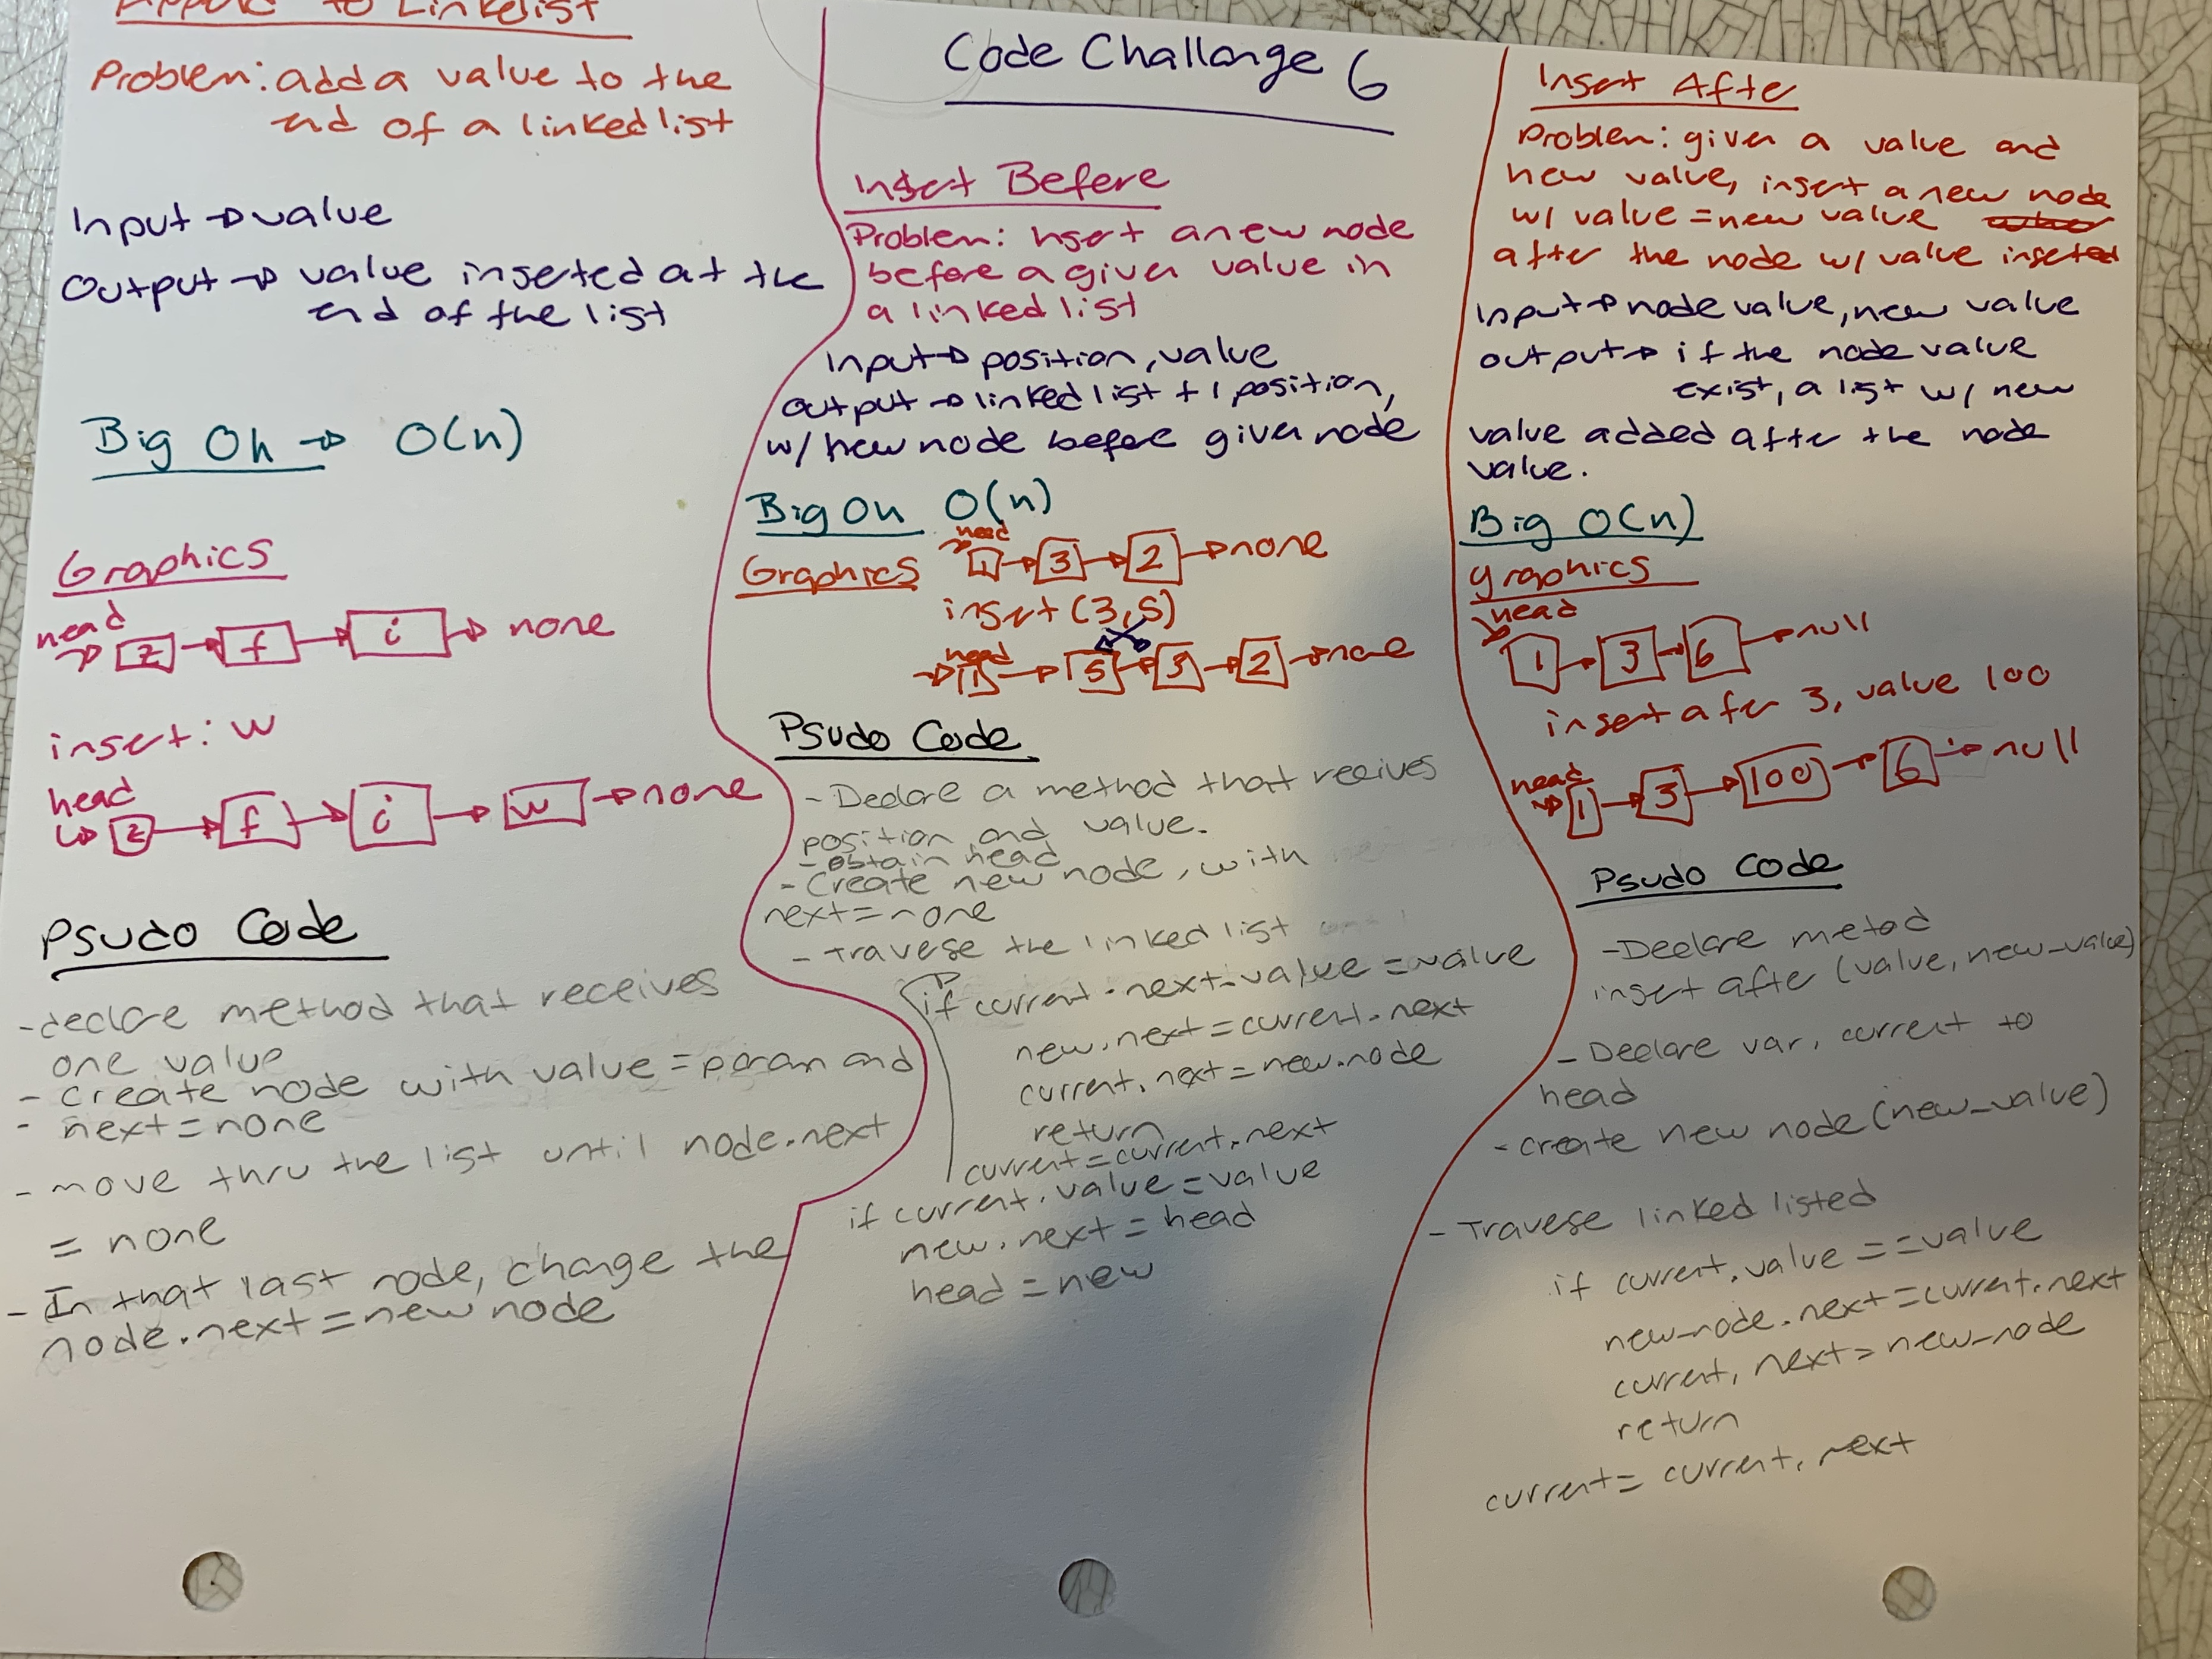 Append to Linkelist
Problem: add a value to the
end of a linked list
Input → value
Output → value inserted at the
end of the list
Big Oh → O(n)
Graphics
head
→ z → f → i → none
insert: w
head
→ z → f → i → w → none
Psudo Code
- declare method that receives
one value
- create node with value = param and
- next = none
- move thru the list until node.next
= none
- In that last node, change the
node.next = new node
Code Challange 6
Insert Before
Problem: Insert a new node
before a given value in
a linked list
Input → position, value
Output → linked list + 1 position,
w/ new node before given node
Big Oh O(n)
Graphics
head
→ 1 → 3 → 2 → none
insert (3,5)
head
→ 1 → 5 → 3 → 2 → none
Psudo Code
- Declare a method that recives
position and value.
- obtain head
- Create new node, with
next = none
- Travese the linked list
if current.next.value = value
new.next = current.next
current.next = new.node
return
current = current.next
if current.value = value
new.next = head
head = new
Insert After
Problem: given a value and
new value, insert a new node
w/ value = new value
after the node w/ value inserted
Input → node value, new value
output → if the node value
exist, a list w/ new
value added after the node
value.
Big O(n)
graphics
head
1 → 3 → 6 → null
insert afer 3, value 100
head
→ 1 → 3 → 100 → 6 → null
Psudo Code
- Declare metod
insert after (value, new_value)
- Declare var, current to
head
- create new node (new_value)
- Travese linked listed
if current.value == value
new_node.next = current.next
current.next = new_node
return
current = current.next